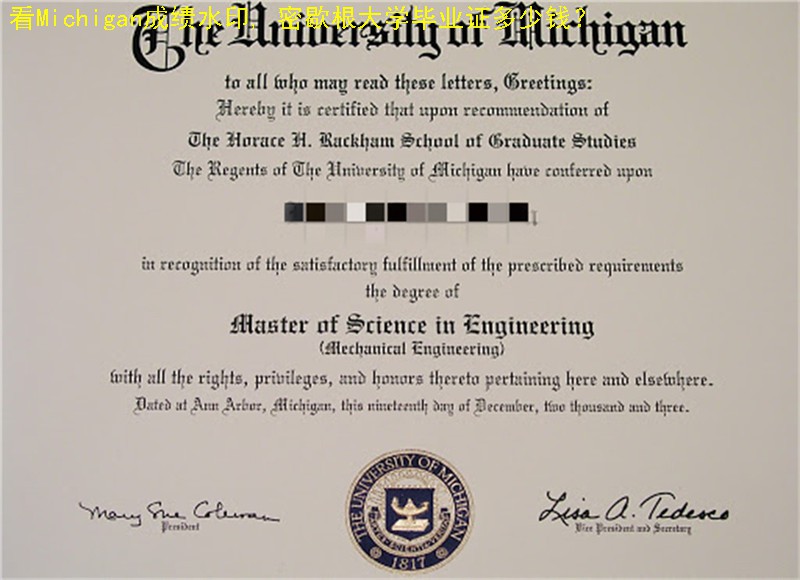 看Michigan成绩水印，密歇根大学毕业证多少钱？
The University of Michigan
to all who may read these letters, Greetings:
Hereby it is certified that upon recommendation of
The Horace H. Rackham School of Graduate Studies
The Regents of The University of Michigan have conferred upon
in recognition of the satisfactory fulfillment of the prescribed requirements
the degree of
Master of Science in Engineering
(Mechanical Engineering)
with all the rights, privileges, and honors thereto pertaining here and elsewhere.
Dated at Ann Arbor, Michigan, this nineteenth day of December, two thousand and three.
Mary Sue Coleman
President
THE UNIVERSITY OF MICHIGAN
1817
Lisa A. Tedesco
Vice President and Secretary